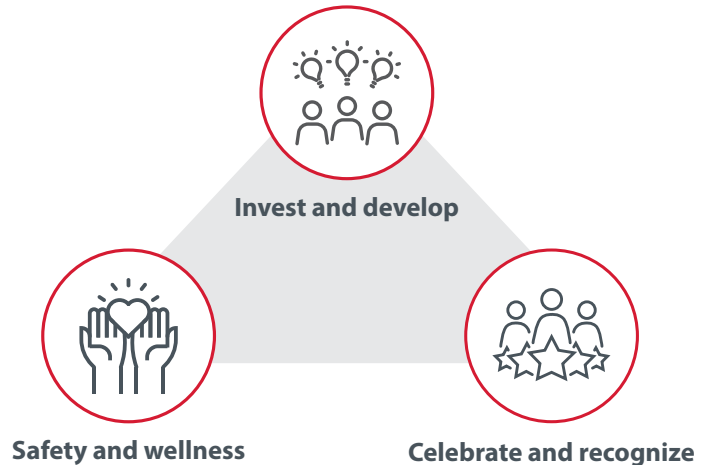 Invest and develop
Safety and wellness
Celebrate and recognize